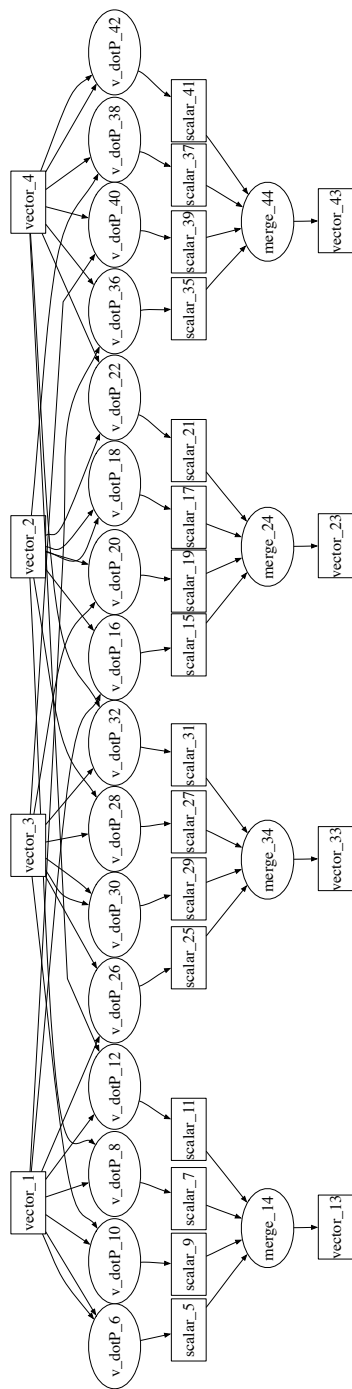 vector_1
vector_3
vector_2
vector_4
v_dotP_6
v_dotP_10
v_dotP_8
v_dotP_12
v_dotP_26
v_dotP_30
v_dotP_28
v_dotP_32
v_dotP_16
v_dotP_20
v_dotP_18
v_dotP_22
v_dotP_36
v_dotP_40
v_dotP_38
v_dotP_42
scalar_5
scalar_9
scalar_7
scalar_11
scalar_25
scalar_29
scalar_27
scalar_31
scalar_15
scalar_19
scalar_17
scalar_21
scalar_35
scalar_39
scalar_37
scalar_41
merge_14
merge_34
merge_24
merge_44
vector_13
vector_33
vector_23
vector_43